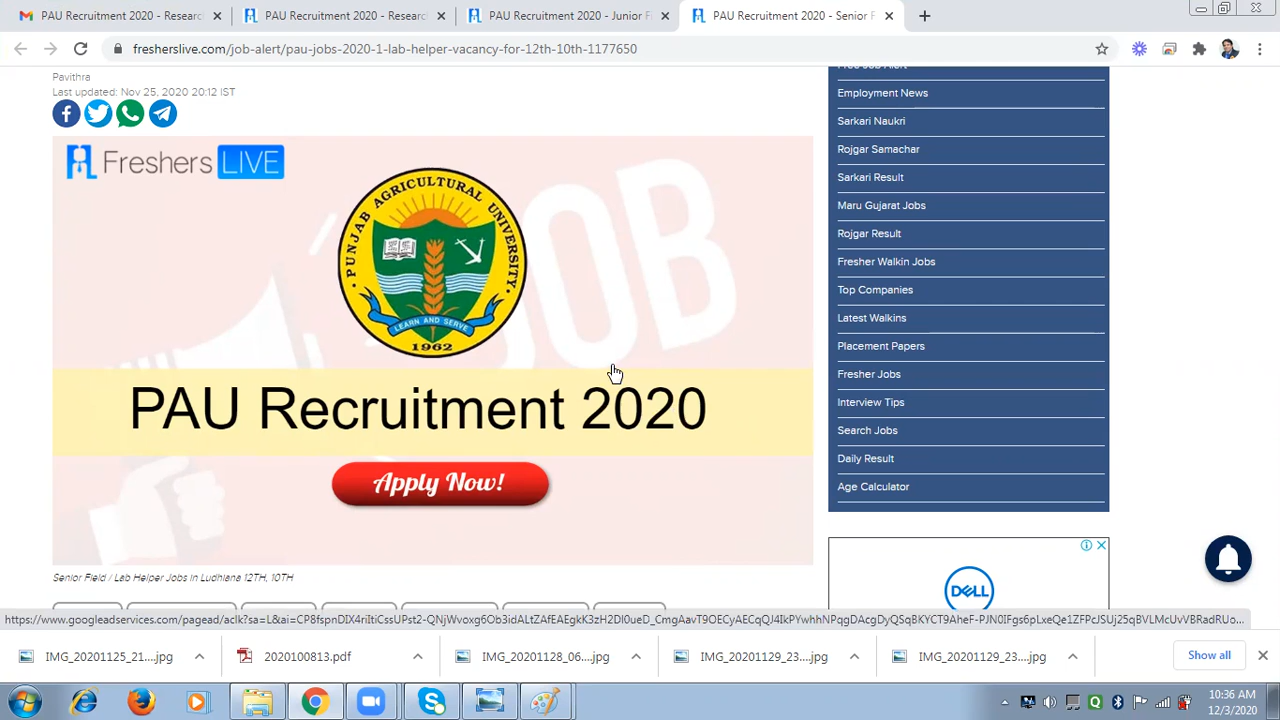 PAU Recruitment 2020 - Researc
PAU Recruitment 2020 - Researc
PAU Recruitment 2020 - Junior F
PAU Recruitment 2020 - Senior F
fresherslive.com/job-alert/pau-jobs-2020-1-lab-helper-vacancy-for-12th-10th-1177650
Pavithra
Last updated: Nov 25, 2020 20:12 IST
Freshers LIVE
JOB
PUNJAB AGRICULTURAL UNIVERSITY
LEARN AND SERVE
1962
PAU Recruitment 2020
Apply Now!
Senior Field / Lab Helper Jobs In Ludhiana 12TH, 10TH
Free Job Alert
Employment News
Sarkari Naukri
Rojgar Samachar
Sarkari Result
Maru Gujarat Jobs
Rojgar Result
Fresher Walkin Jobs
Top Companies
Latest Walkins
Placement Papers
Fresher Jobs
Interview Tips
Search Jobs
Daily Result
Age Calculator
DELL
IMG_20201125_21....jpg
2020100813.pdf
IMG_20201128_06....jpg
IMG_20201129_23....jpg
IMG_20201129_23....jpg
Show all
10:36 AM
12/3/2020